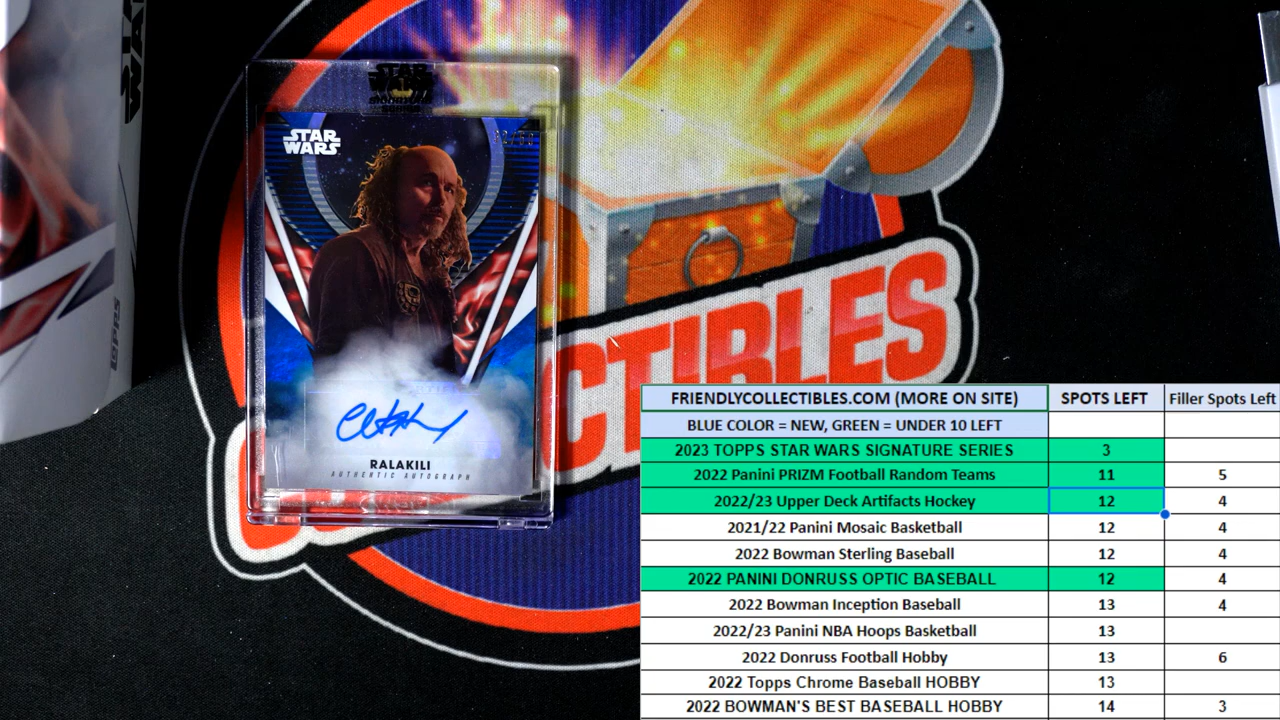 STAR
WARS
RALAKILI
AUTHENTIC AUTOGRAPH
CTIBLES
TOPPS
FRIENDLYCOLLECTIBLES.COM (MORE ON SITE) SPOTS LEFT Filler Spots Left
BLUE COLOR = NEW, GREEN = UNDER 10 LEFT
2023 TOPPS STAR WARS SIGNATURE SERIES 3
2022 Panini PRIZM Football Random Teams 11 5
2022/23 Upper Deck Artifacts Hockey 12 4
2021/22 Panini Mosaic Basketball 12 4
2022 Bowman Sterling Baseball 12 4
2022 PANINI DONRUSS OPTIC BASEBALL 12 4
2022 Bowman Inception Baseball 13 4
2022/23 Panini NBA Hoops Basketball 13
2022 Donruss Football Hobby 13 6
2022 Topps Chrome Baseball HOBBY 13
2022 BOWMAN'S BEST BASEBALL HOBBY 14 3